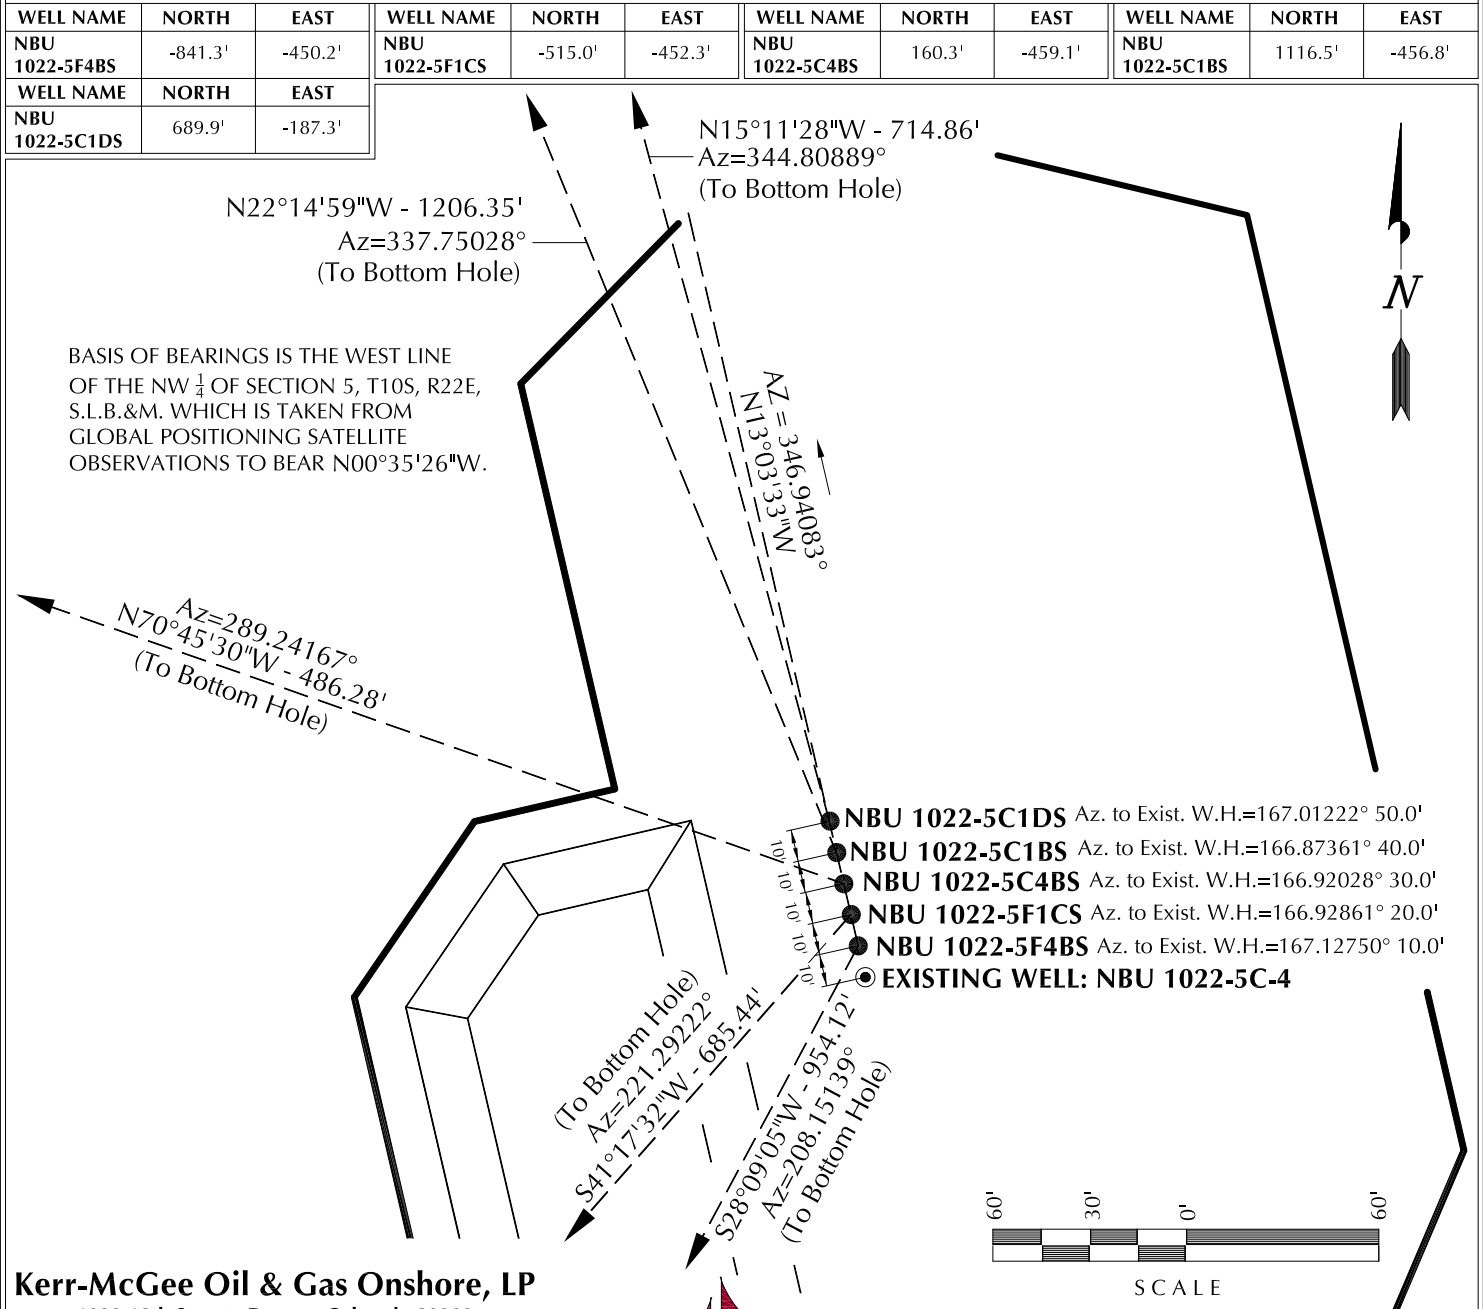 WELL NAME NORTH EAST WELL NAME NORTH EAST WELL NAME NORTH EAST WELL NAME NORTH EAST
NBU 1022-5F4BS -841.3' -450.2' NBU 1022-5F1CS -515.0' -452.3' NBU 1022-5C4BS 160.3' -459.1' NBU 1022-5C1BS 1116.5' -456.8'
WELL NAME NORTH EAST
NBU 1022-5C1DS 689.9' -187.3'
N15°11'28"W - 714.86'
Az=344.80889°
(To Bottom Hole)
N22°14'59"W - 1206.35'
Az=337.75028°
(To Bottom Hole)
N
BASIS OF BEARINGS IS THE WEST LINE
OF THE NW 1/4 OF SECTION 5, T10S, R22E,
S.L.B.&M. WHICH IS TAKEN FROM
GLOBAL POSITIONING SATELLITE
OBSERVATIONS TO BEAR N00°35'26"W.
AZ = 346.94083°
N13°03'33"W
Az=289.24167°
N70°45'30"W - 486.28'
(To Bottom Hole)
NBU 1022-5C1DS Az. to Exist. W.H.=167.01222° 50.0'
10'
NBU 1022-5C1BS Az. to Exist. W.H.=166.87361° 40.0'
10'
NBU 1022-5C4BS Az. to Exist. W.H.=166.92028° 30.0'
10'
NBU 1022-5F1CS Az. to Exist. W.H.=166.92861° 20.0'
10'
NBU 1022-5F4BS Az. to Exist. W.H.=167.12750° 10.0'
10'
EXISTING WELL: NBU 1022-5C-4
(To Bottom Hole)
Az=221.29222°
S41°17'32"W - 685.44'
S28°09'05"W - 954.12'
Az=208.15139°
(To Bottom Hole)
60' 30' 0' 60'
SCALE
Kerr-McGee Oil & Gas Onshore, LP